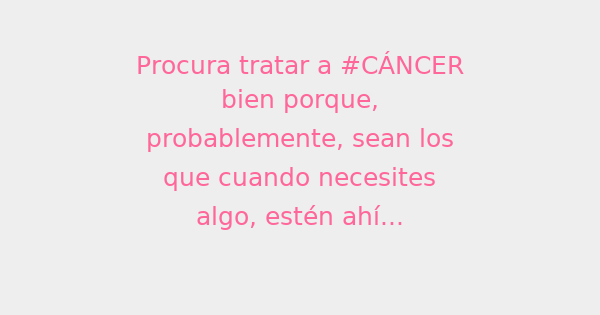 Procura tratar a #CÁNCER
bien porque,
probablemente, sean los
que cuando necesites
algo, estén ahí...